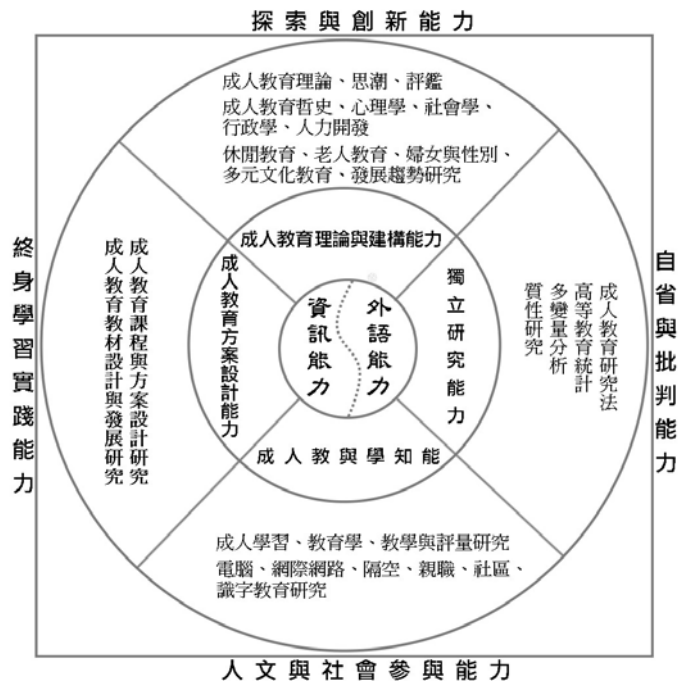 探索與創新能力
成人教育理論、思潮、評鑑
成人教育哲史、心理學、社會學、
行政學、人力開發
休閒教育、老人教育、婦女與性別、
多元文化教育、發展趨勢研究
成人教育理論與建構能力
終身學習實踐能力
成人教育課程與方案設計研究
成人教育教材設計與發展研究
成人教育方案設計能力
外語能力
資訊能力
獨立研究能力
成人教育研究法
高等教育統計
多變量分析
質性研究
自省與批判能力
成人教與學知能
成人學習、教育學、教學與評量研究
電腦、網際網路、隔空、親職、社區、
識字教育研究
人文與社會參與能力